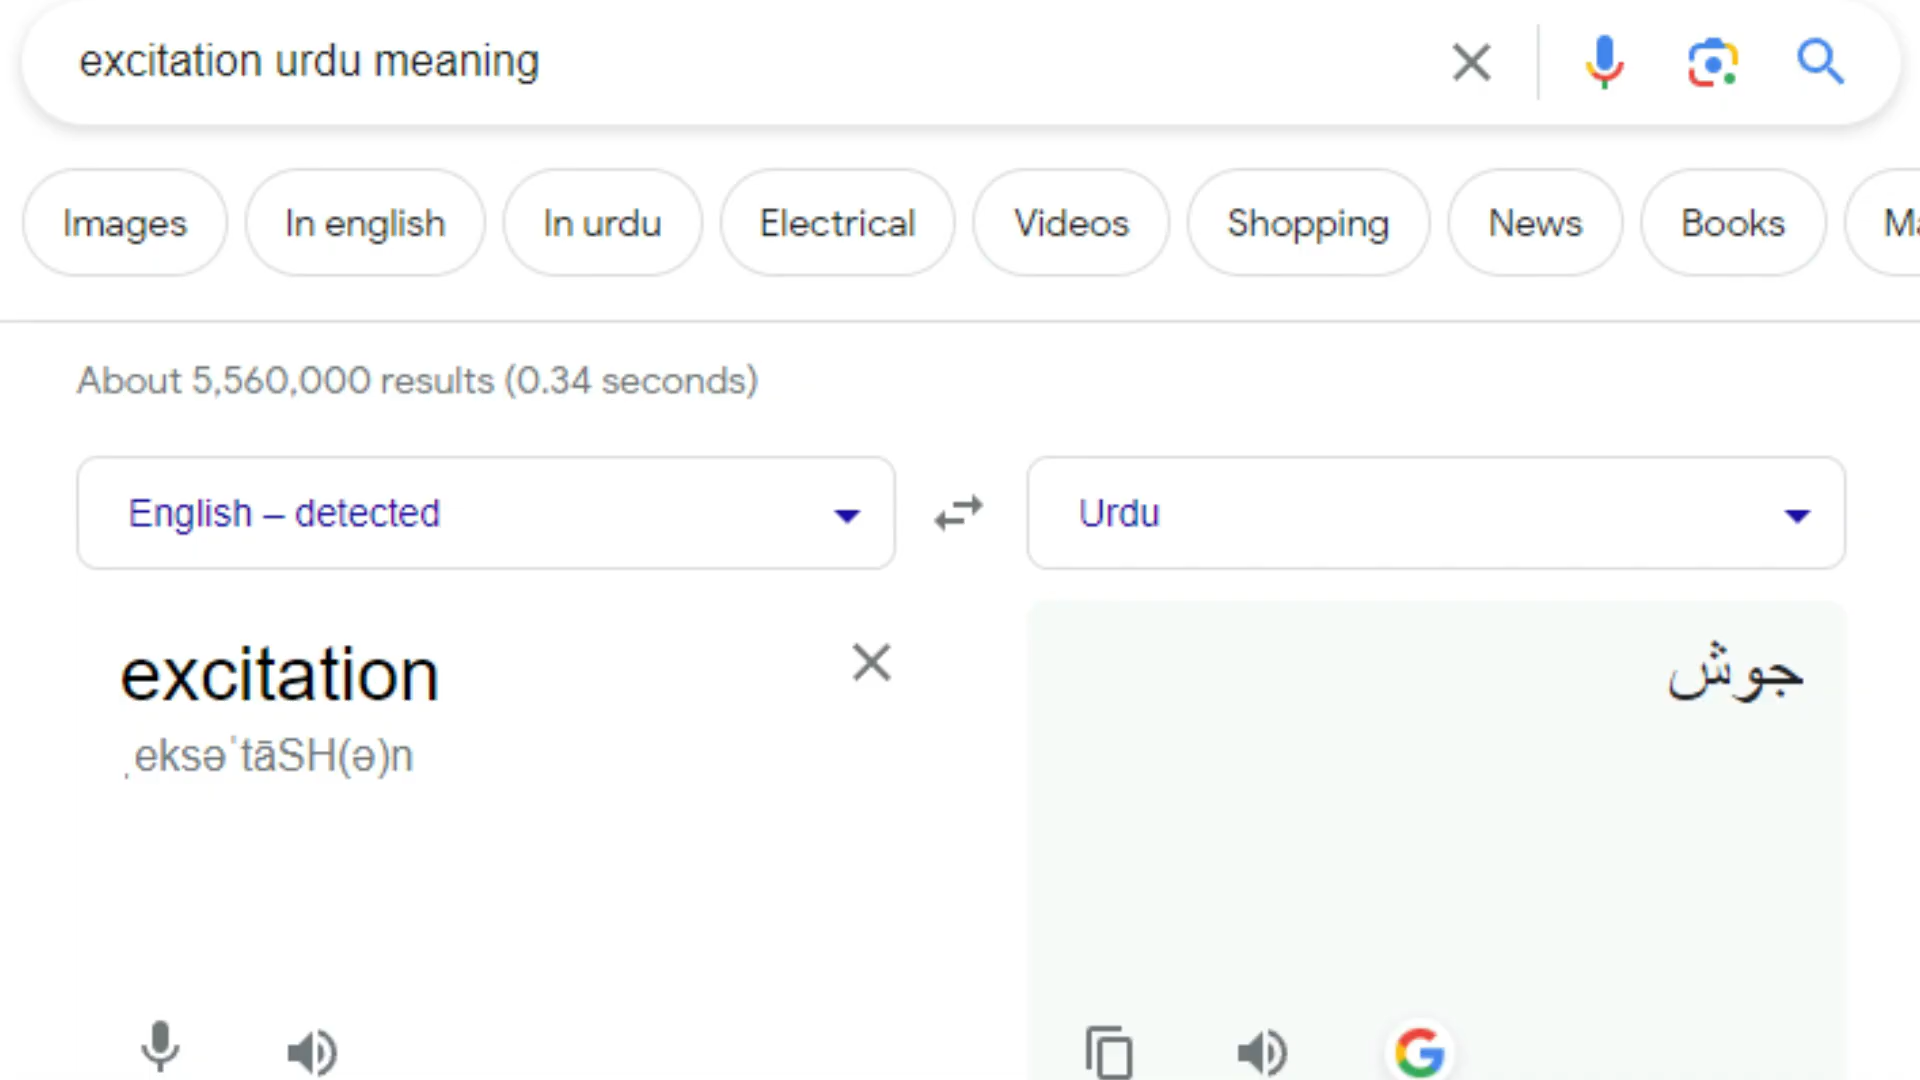 excitation urdu meaning
Images In english In urdu Electrical Videos Shopping News Books
About 5,560,000 results (0.34 seconds)
English – detected Urdu
excitation
جوش
ˌeksəˈtāSH(ə)n